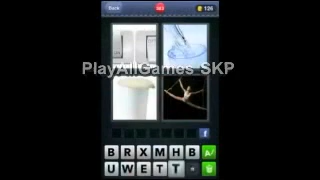 Back
126
PlayAllGames SKP
B R X M H B
U W E T T